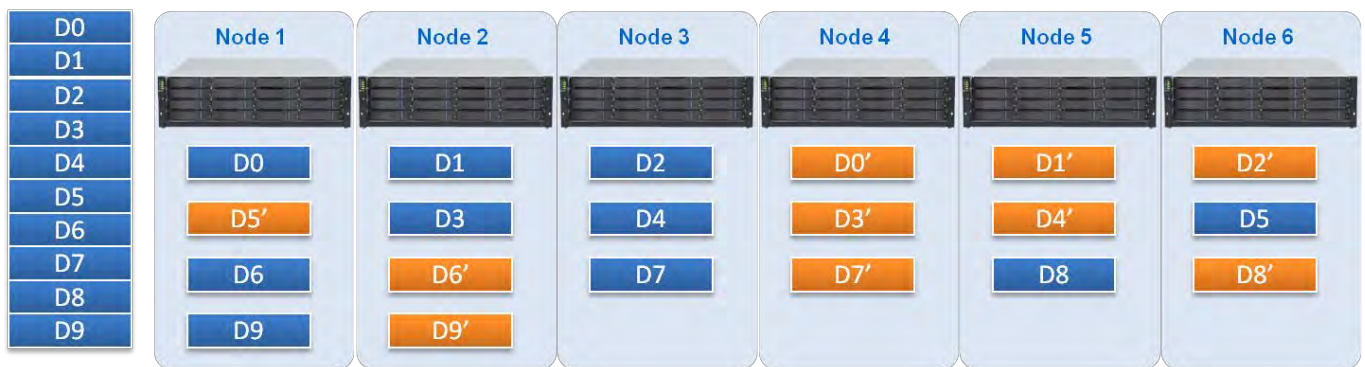 D0
D1
D2
D3
D4
D5
D6
D7
D8
D9
Node 1 Node 2 Node 3 Node 4 Node 5 Node 6
D0 D1 D2 D0’ D1’ D2’
D5’ D3 D4 D3’ D4’ D5
D6 D6’ D7 D7’ D8 D8’
D9 D9’